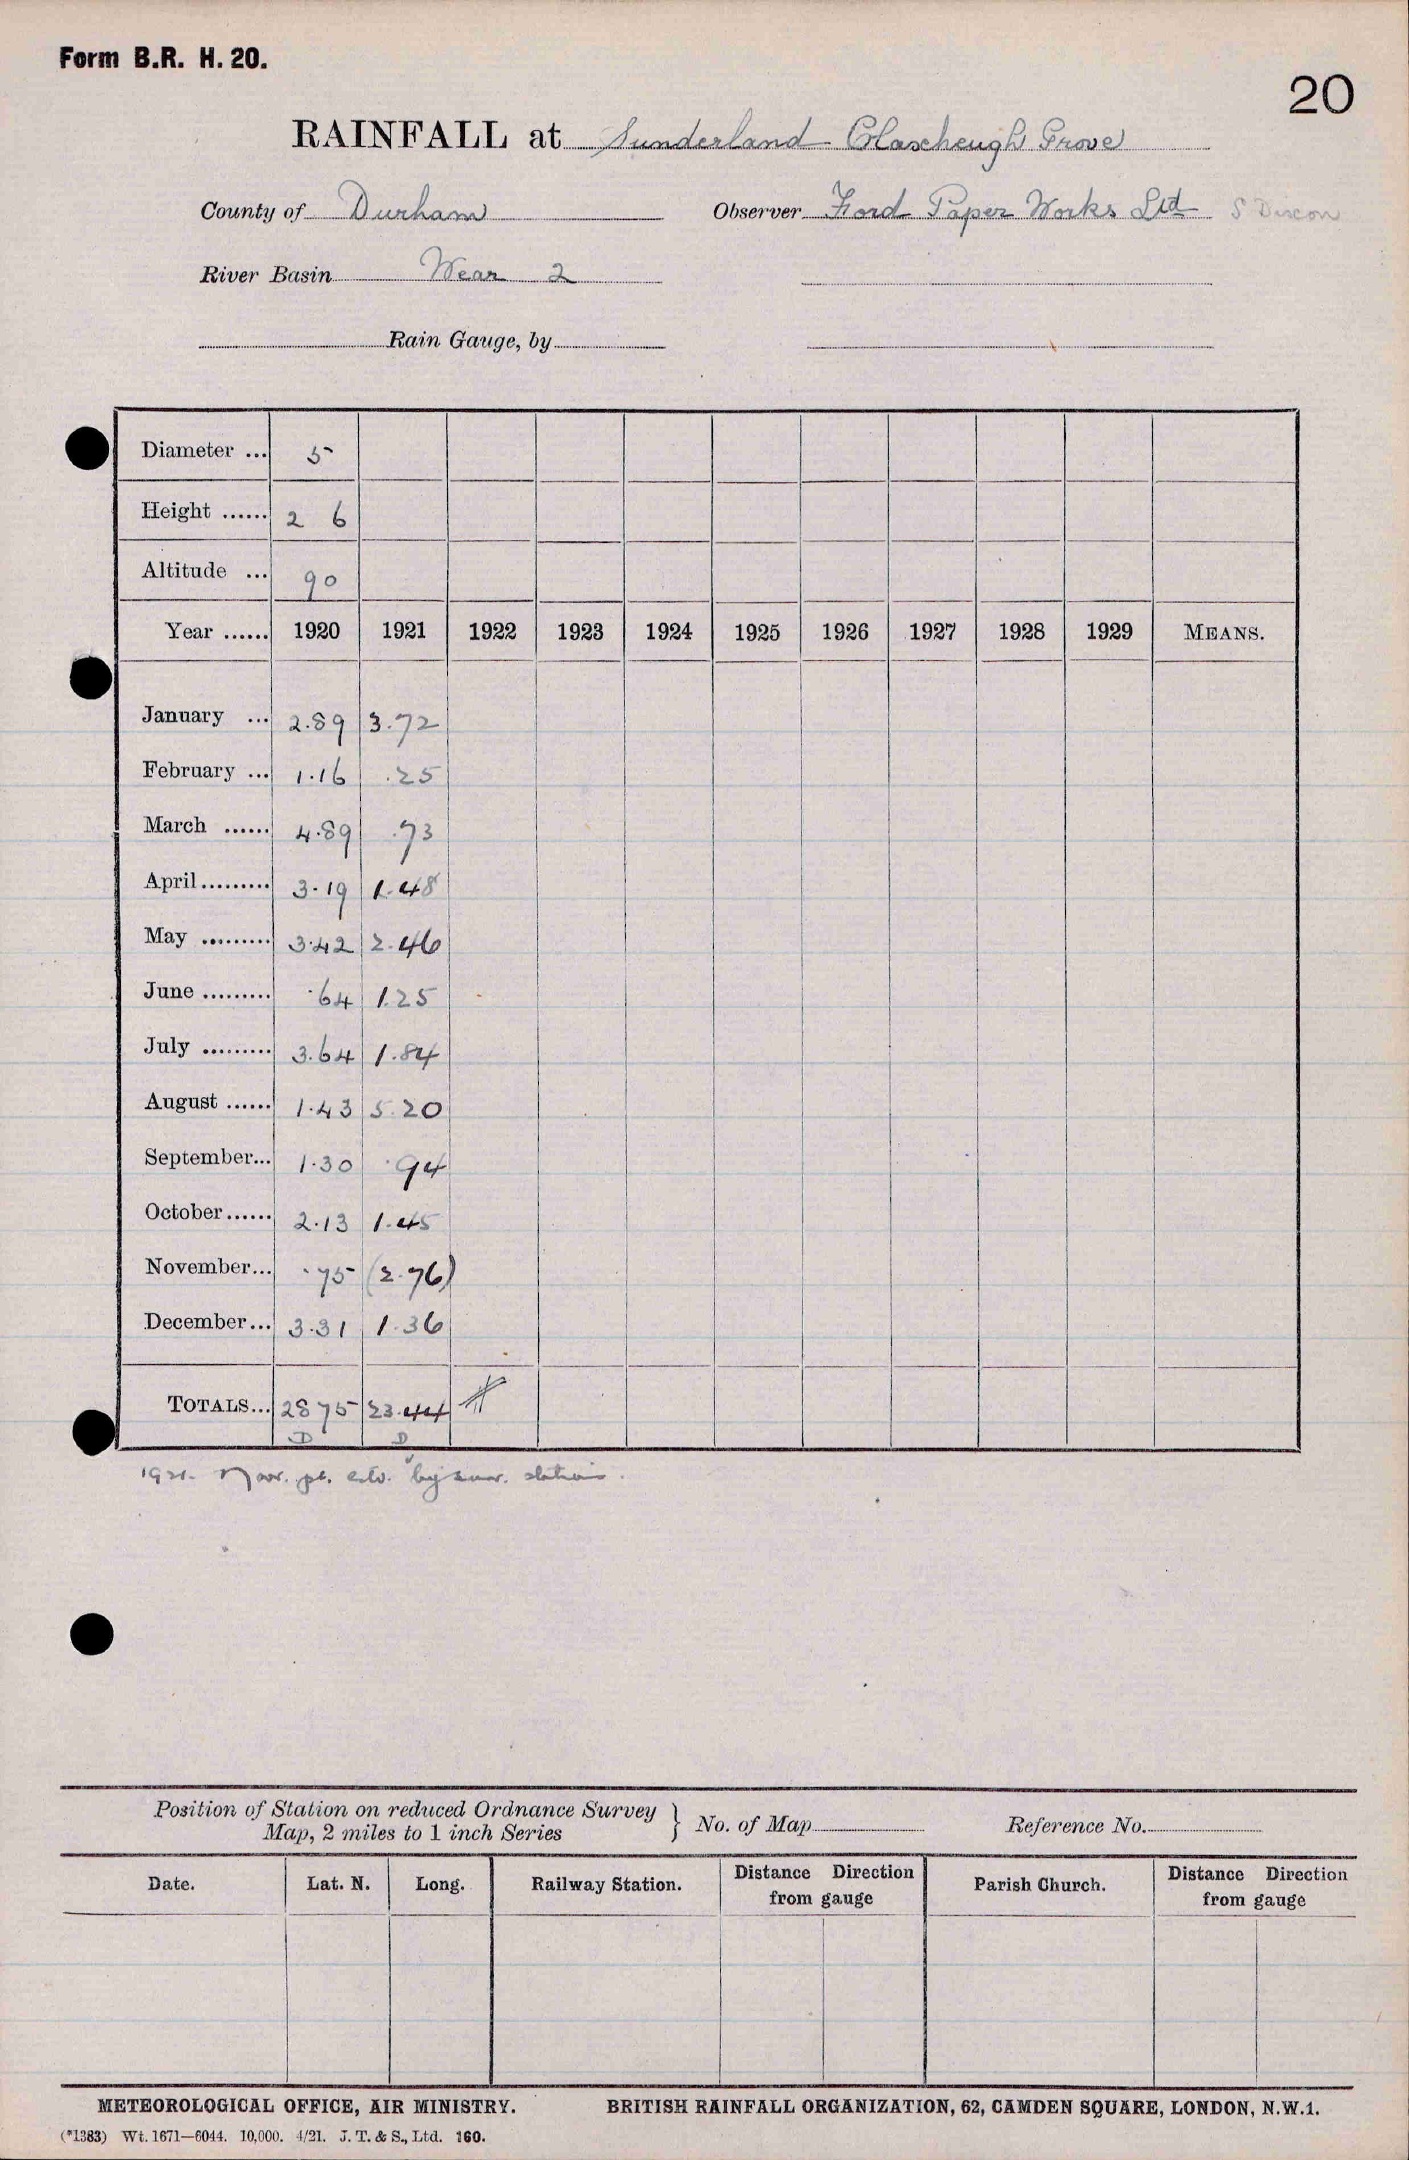 Form B.R. H. 20.
20
RAINFALL at Sunderland Claxheugh Grove
County of Durham Observer Ford Paper Works Ltd S Discon
River Basin Wear 2
Rain Gauge, by
Diameter ... 5
Height ...... 2 6
Altitude ... 90
Year ...... 1920 1921 1922 1923 1924 1925 1926 1927 1928 1929 MEANS.
January ... 2.89 3.72
February ... 1.16 .25
March ...... 4.89 .73
April ......... 3.19 1.48
May ......... 3.42 2.46
June ......... .64 1.25
July ......... 3.64 1.84
August ...... 1.43 5.20
September... 1.30 .94
October...... 2.13 1.45
November... .75 (2.76)
December... 3.31 1.36
TOTALS... 28 75 23.44
D D
1921. Nov. pt. est. by surr. stations.
Position of Station on reduced Ordnance Survey
Map, 2 miles to 1 inch Series } No. of Map Reference No.
Date. Lat. N. Long. Railway Station. Distance Direction from gauge Parish Church. Distance Direction from gauge
METEOROLOGICAL OFFICE, AIR MINISTRY. BRITISH RAINFALL ORGANIZATION, 62, CAMDEN SQUARE, LONDON, N.W.1.
(*1383) Wt. 1671—6044. 10,000. 4/21. J. T. & S., Ltd. 160.